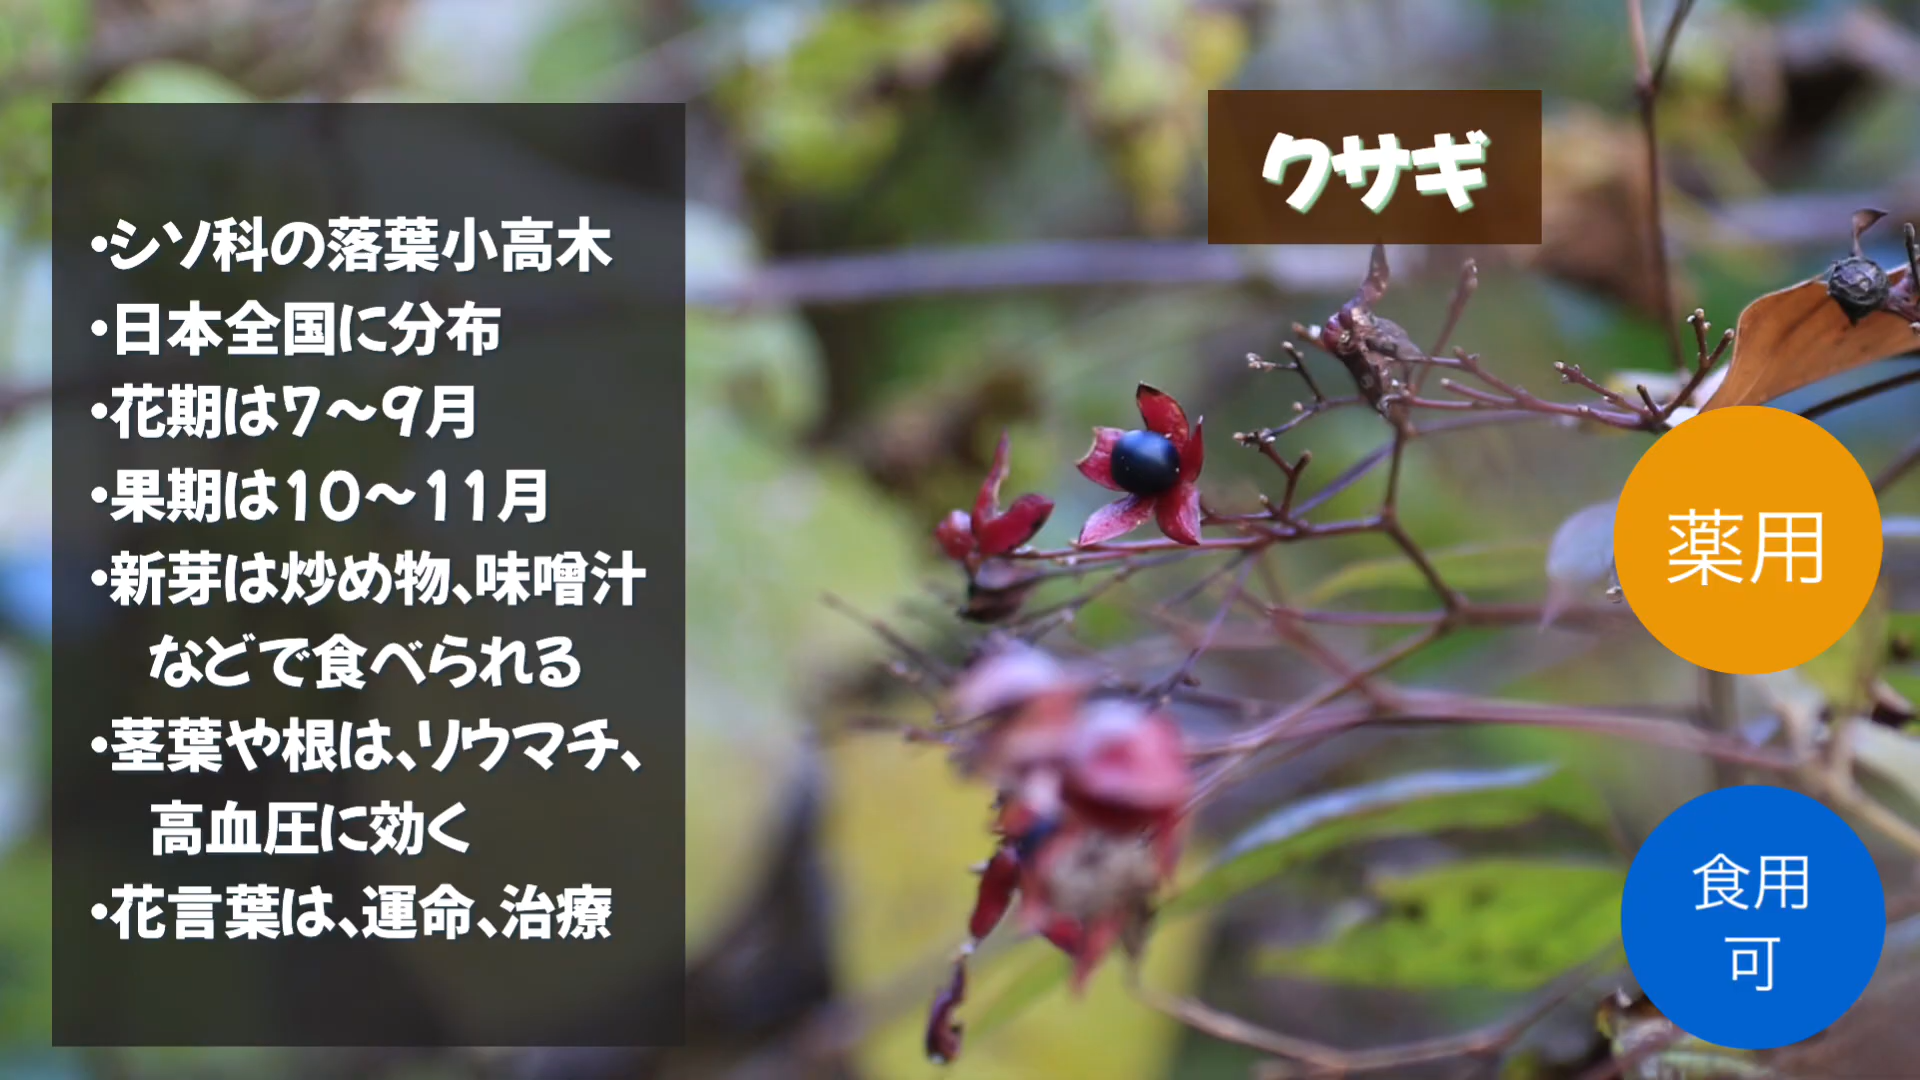 クサギ
・シソ科の落葉小高木
・日本全国に分布
・花期は7～9月
・果期は10～11月
・新芽は炒め物、味噌汁
などで食べられる
・茎葉や根は、リウマチ、
高血圧に効く
・花言葉は、運命、治療
薬用
食用
可